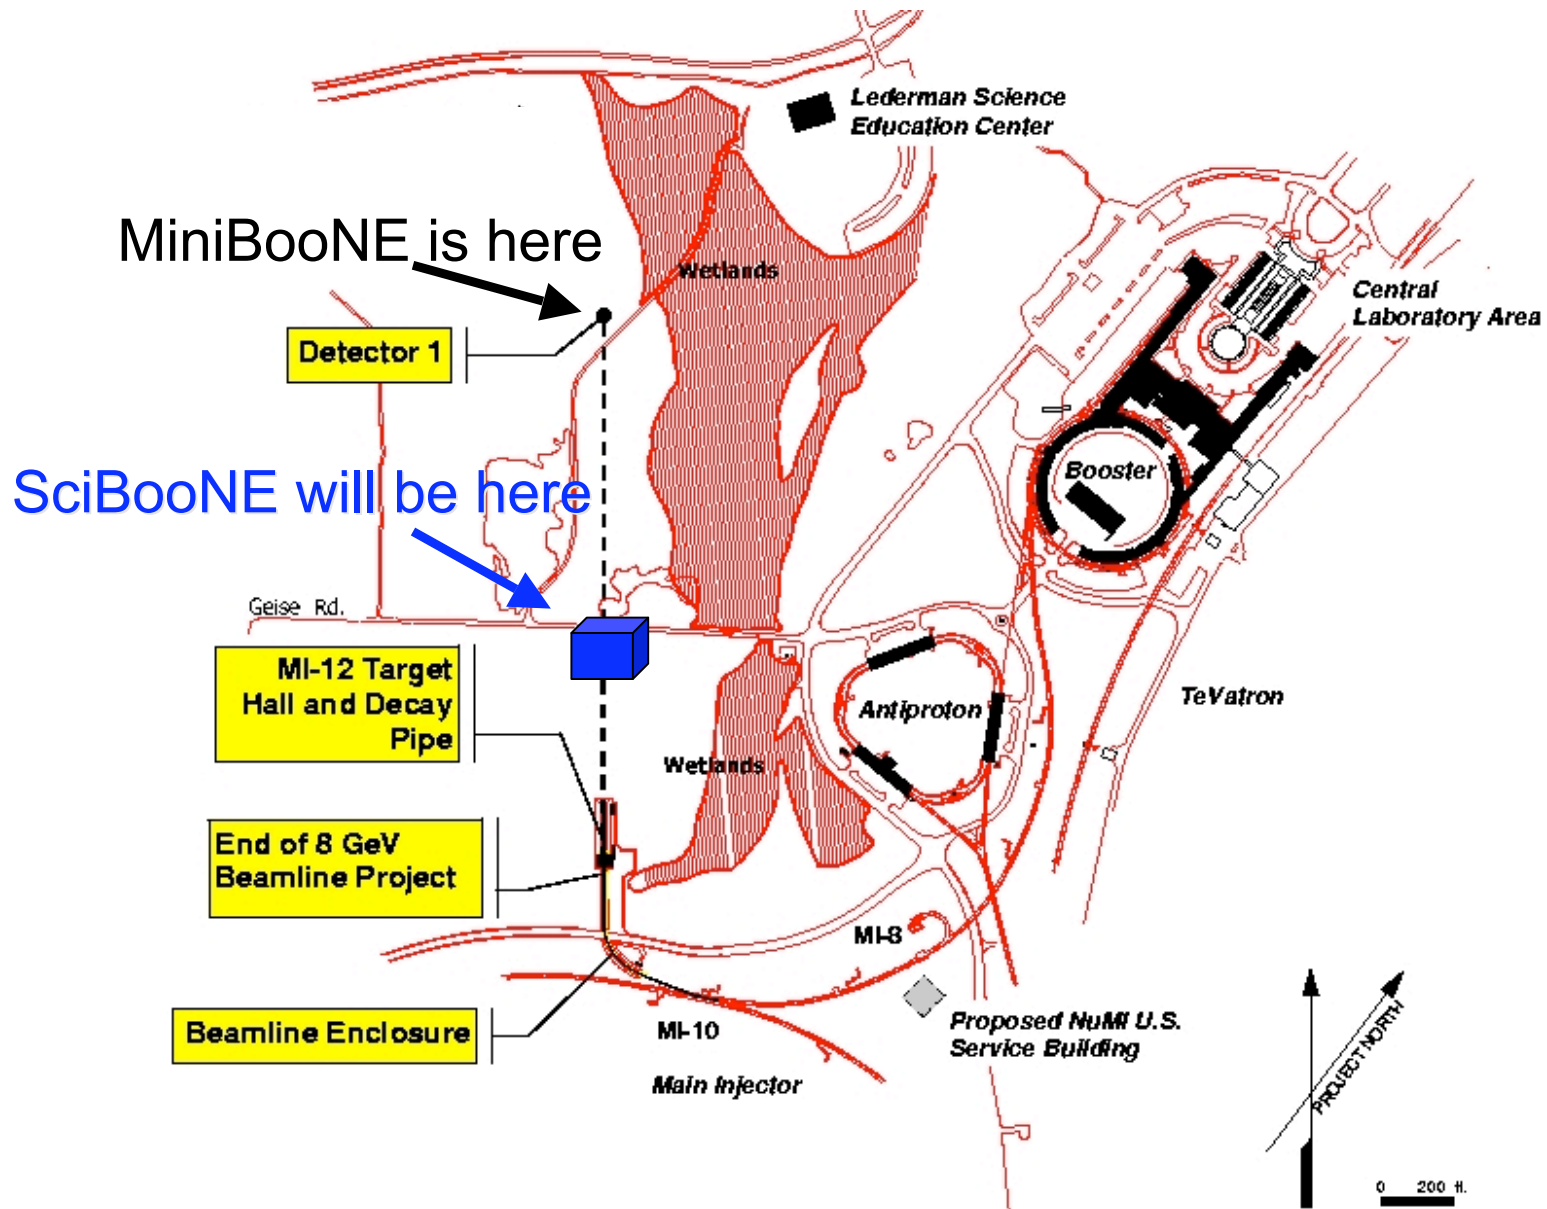 Lederman Science
Education Center
MiniBooNE is here
Wetlands
Central
Laboratory Area
Detector 1
Booster
SciBooNE will be here
Geise Rd.
MI-12 Target
Hall and Decay
Pipe
Antiproton
TeVatron
Wetlands
End of 8 GeV
Beamline Project
MI-8
Beamline Enclosure
MI-10
Proposed NuMI U.S.
Service Building
Main Injector
PROJECT NORTH
0 200 ft.